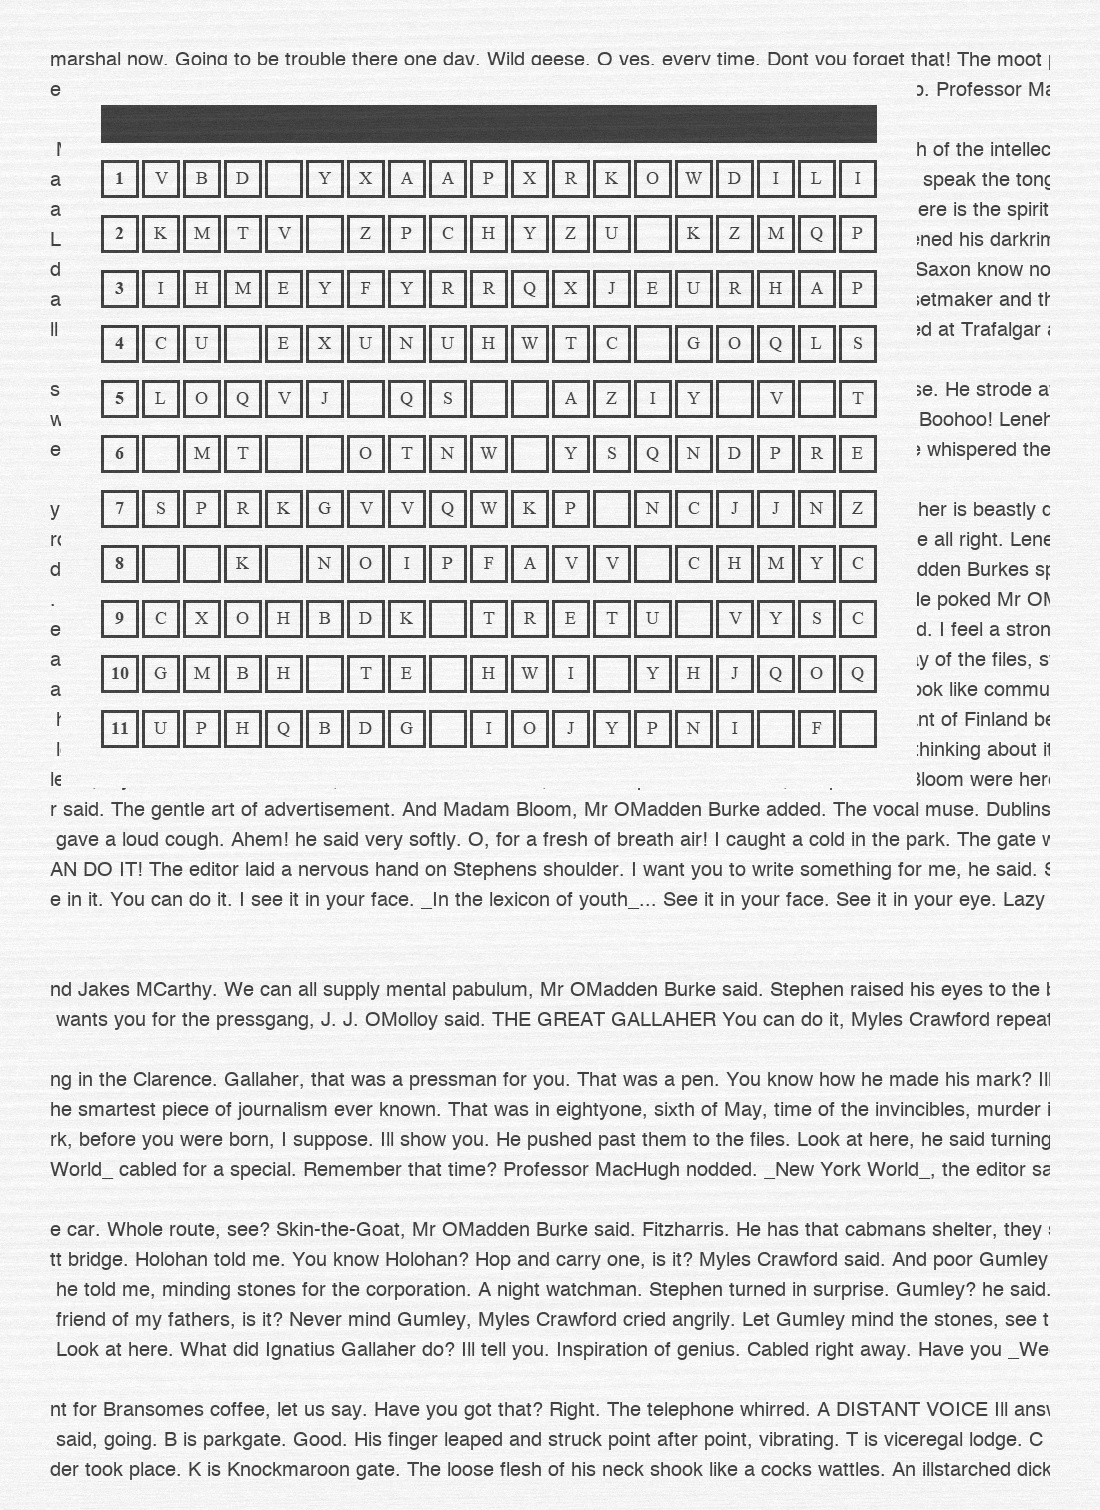 marshal now. Going to be trouble there one day. Wild geese. O yes, every time. Dont you forget that! The moot
e o. Professor Ma
h of the intellec
a speak the tong
a ere is the spirit
L ened his darkrim
d Saxon know no
a setmaker and th
ll ed at Trafalgar a
s se. He strode a
w Boohoo! Leneh
e whispered the
y her is beastly d
ro e all right. Lene
d dden Burkes sp
. He poked Mr OM
e d. I feel a stron
a ay of the files, s
a ook like commu
h nt of Finland be
l thinking about it
le Bloom were here
1 V B D Y X A A P X R K O W D I L I
2 K M T V Z P C H Y Z U K Z M Q P
3 I H M E Y F Y R R Q X J E U R H A P
4 C U E X U N U H W T C G O Q L S
5 L O Q V J Q S A Z I Y V T
6 M T O T N W Y S Q N D P R E
7 S P R K G V V Q W K P N C J J N Z
8 K N O I P F A V V C H M Y C
9 C X O H B D K T R E T U V Y S C
10 G M B H T E H W I Y H J Q O Q
11 U P H Q B D G I O J Y P N I F
r said. The gentle art of advertisement. And Madam Bloom, Mr OMadden Burke added. The vocal muse. Dublins
gave a loud cough. Ahem! he said very softly. O, for a fresh of breath air! I caught a cold in the park. The gate w
AN DO IT! The editor laid a nervous hand on Stephens shoulder. I want you to write something for me, he said. S
e in it. You can do it. I see it in your face. _In the lexicon of youth_... See it in your face. See it in your eye. Lazy
nd Jakes MCarthy. We can all supply mental pabulum, Mr OMadden Burke said. Stephen raised his eyes to the b
wants you for the pressgang, J. J. OMolloy said. THE GREAT GALLAHER You can do it, Myles Crawford repeat
ng in the Clarence. Gallaher, that was a pressman for you. That was a pen. You know how he made his mark? Ill
he smartest piece of journalism ever known. That was in eightyone, sixth of May, time of the invincibles, murder i
rk, before you were born, I suppose. Ill show you. He pushed past them to the files. Look at here, he said turning
World_ cabled for a special. Remember that time? Professor MacHugh nodded. _New York World_, the editor sa
e car. Whole route, see? Skin-the-Goat, Mr OMadden Burke said. Fitzharris. He has that cabmans shelter, they s
tt bridge. Holohan told me. You know Holohan? Hop and carry one, is it? Myles Crawford said. And poor Gumley
he told me, minding stones for the corporation. A night watchman. Stephen turned in surprise. Gumley? he said.
friend of my fathers, is it? Never mind Gumley, Myles Crawford cried angrily. Let Gumley mind the stones, see t
Look at here. What did Ignatius Gallaher do? Ill tell you. Inspiration of genius. Cabled right away. Have you _We
nt for Bransomes coffee, let us say. Have you got that? Right. The telephone whirred. A DISTANT VOICE Ill answ
said, going. B is parkgate. Good. His finger leaped and struck point after point, vibrating. T is viceregal lodge. C
der took place. K is Knockmaroon gate. The loose flesh of his neck shook like a cocks wattles. An illstarched dick